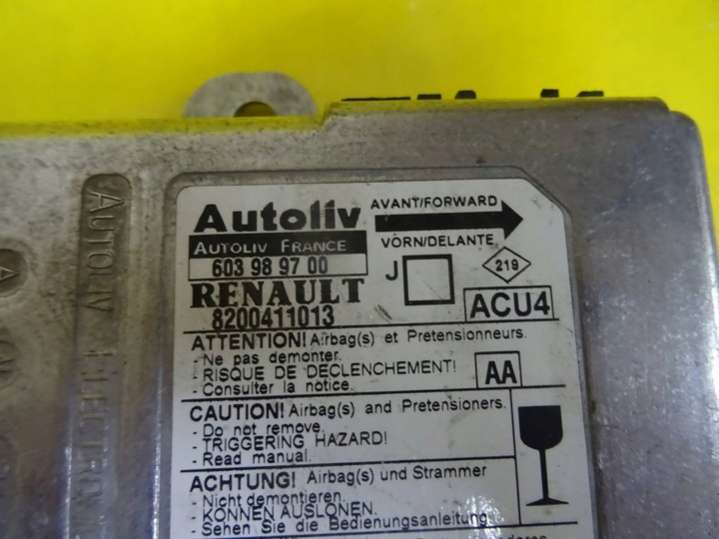 Autoliv
AVANT/FORWARD
AUTOLIV FRANCE
VORN/DELANTE
603 98 97 00
J
219
RENAULT
8200411013
ACU4
ATTENTION! Airbag(s) et Pretensionneurs.
- Ne pas demonter.
- RISQUE DE DECLENCHEMENT!
- Consulter la notice.
AA
CAUTION! Airbag(s) and Pretensioners.
- Do not remove.
- TRIGGERING HAZARD!
- Read manual.
ACHTUNG! Airbag(s) und Strammer
- Nicht demontieren.
- KONNEN AUSLONEN.
- Sehen Sie die Bedienungsanleitung
AUTOLIV ELECTRON